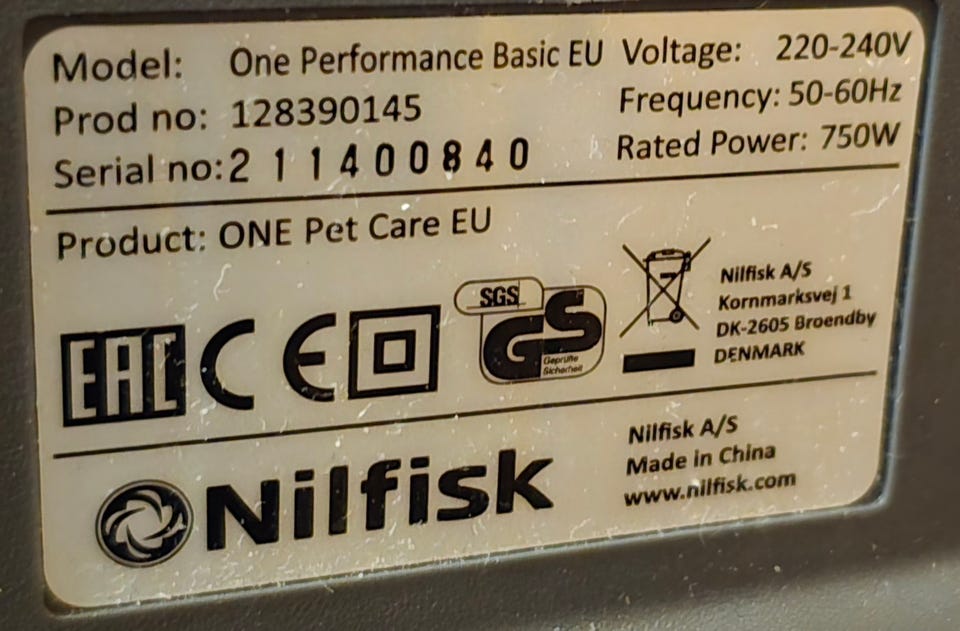 Model: One Performance Basic EU Voltage: 220-240V
Prod no: 128390145 Frequency: 50-60Hz
Serial no: 2 1 1 4 0 0 8 4 0 Rated Power: 750W
Product: ONE Pet Care EU
EAC CE
SGS
GS
Geprüfte
Sicherheit
Nilfisk A/S
Kornmarksvej 1
DK-2605 Broendby
DENMARK
Nilfisk
Nilfisk A/S
Made in China
www.nilfisk.com